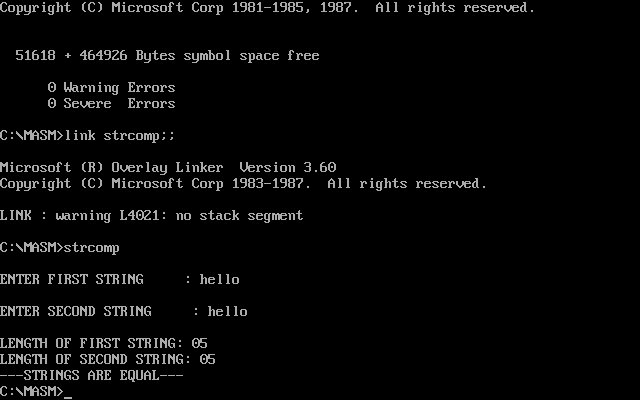 Copyright (C) Microsoft Corp 1981-1985, 1987.  All rights reserved.
51618 + 464926 Bytes symbol space free
0 Warning Errors
0 Severe  Errors
C:\MASM>link strcomp;;
Microsoft (R) Overlay Linker  Version 3.60
Copyright (C) Microsoft Corp 1983-1987.  All rights reserved.
LINK : warning L4021: no stack segment
C:\MASM>strcomp
ENTER FIRST STRING     : hello
ENTER SECOND STRING     : hello
LENGTH OF FIRST STRING: 05
LENGTH OF SECOND STRING: 05
---STRINGS ARE EQUAL---
C:\MASM>_